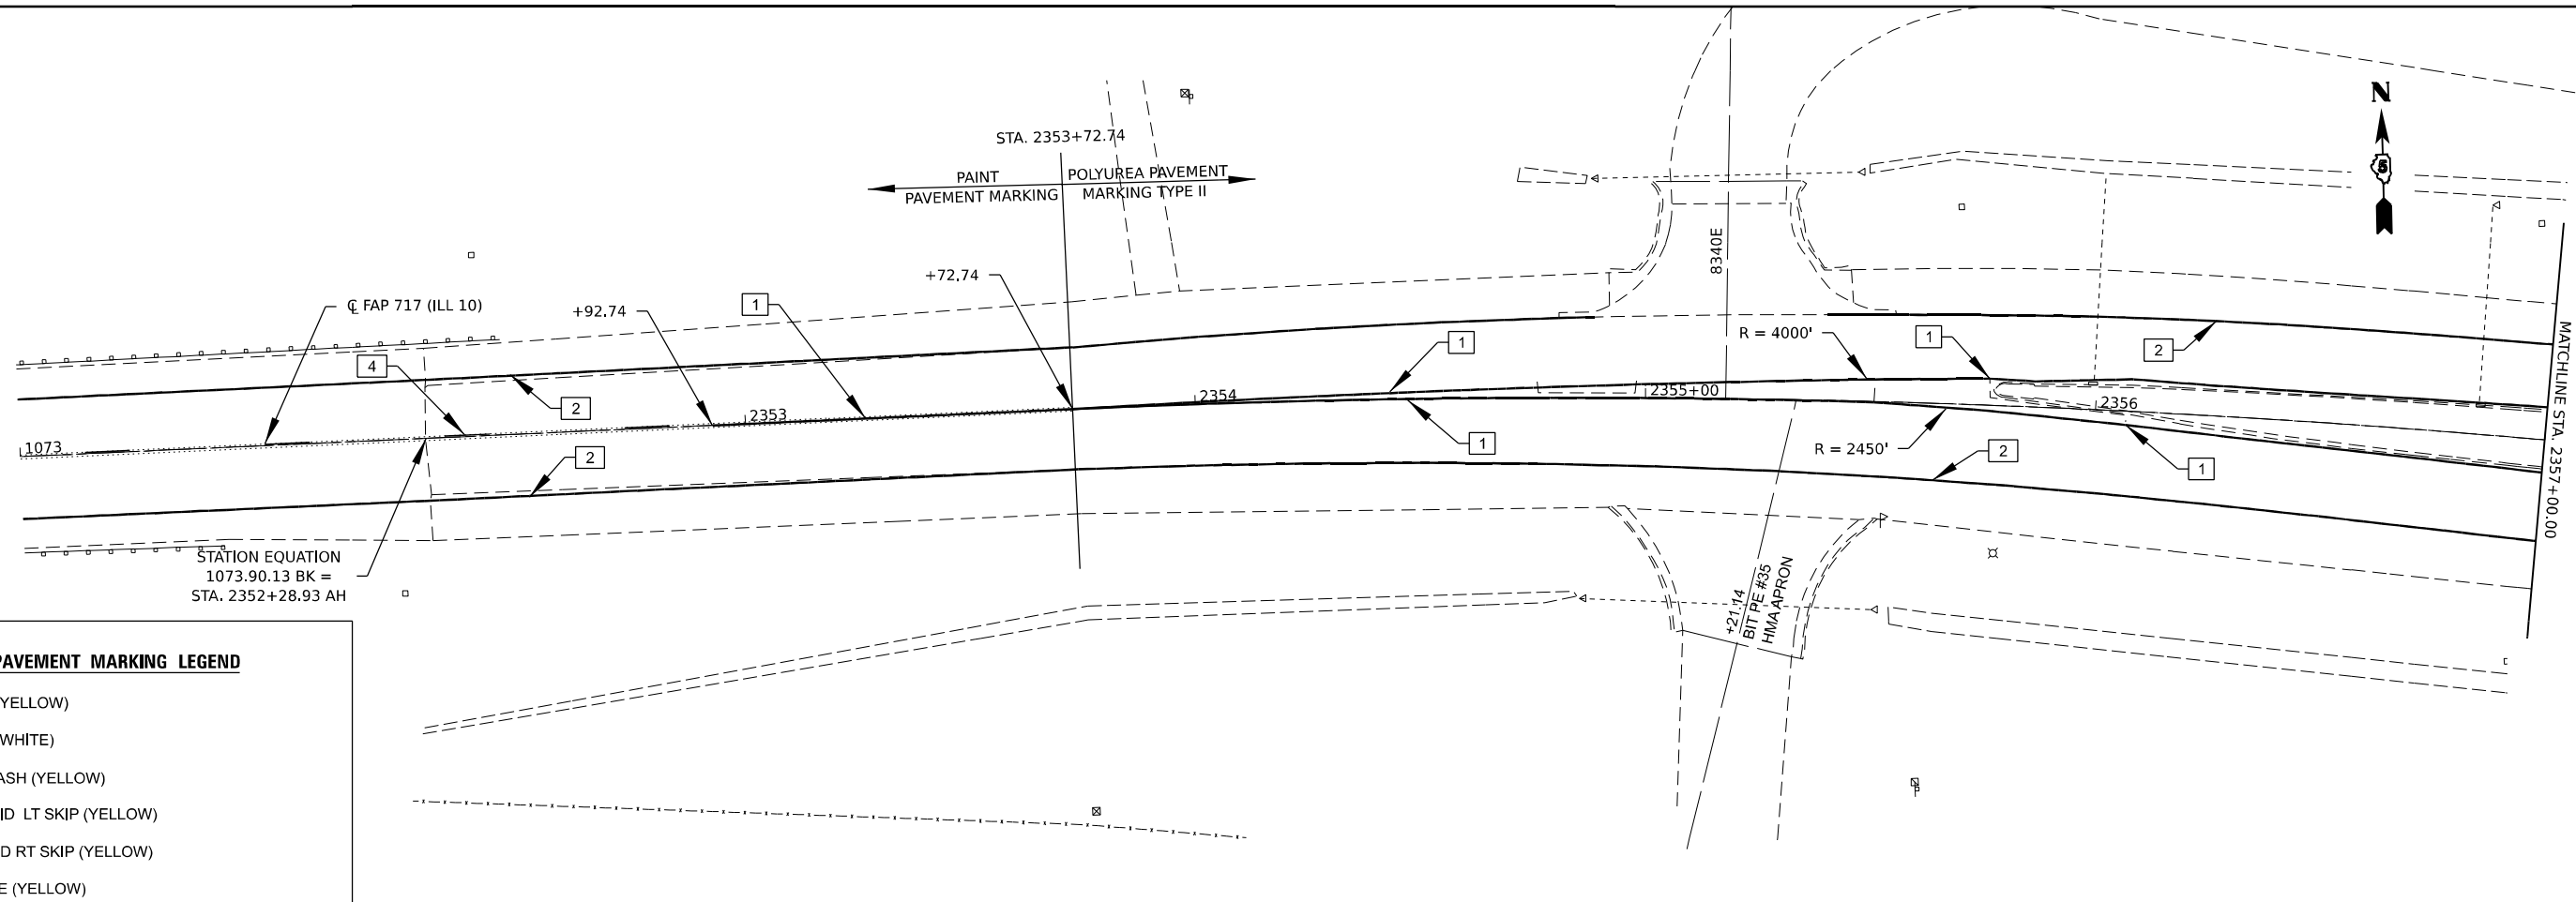 STA. 2353+72.74
PAINT
PAVEMENT MARKING
POLYUREA PAVEMENT
MARKING TYPE II
N
5
8340E
+72.74
℄ FAP 717 (ILL 10)
+92.74
1
1
R = 4000'
1
2
4
2
2353
2354
2355+00
2356
1073
2
1
R = 2450'
2
1
MATCHLINE STA. 2357+00.00
STATION EQUATION
1073.90.13 BK =
STA. 2352+28.93 AH
+21.14
BIT PE #35
HMA APRON
PAVEMENT MARKING LEGEND
YELLOW)
WHITE)
ASH (YELLOW)
ID LT SKIP (YELLOW)
D RT SKIP (YELLOW)
E (YELLOW)